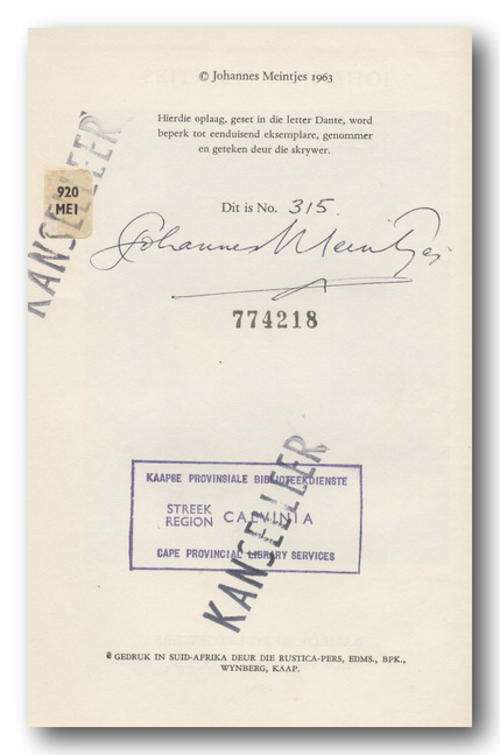 © Johannes Meintjes 1963
Hierdie oplaag, geset in die letter Dante, word
beperk tot eenduisend eksemplare, genommer
en geteken deur die skrywer.
KANSELLEER
920
MEI
Dit is No. 315.
Johannes Meintjes
774218
KAAPSE PROVINSIALE BIBLIOTEEKDIENSTE
STREEK
REGION CALVINIA
CAPE PROVINCIAL LIBRARY SERVICES
KANSELLEER
GEDRUK IN SUID-AFRIKA DEUR DIE RUSTICA-PERS, EDMS., BPK.,
WYNBERG, KAAP.